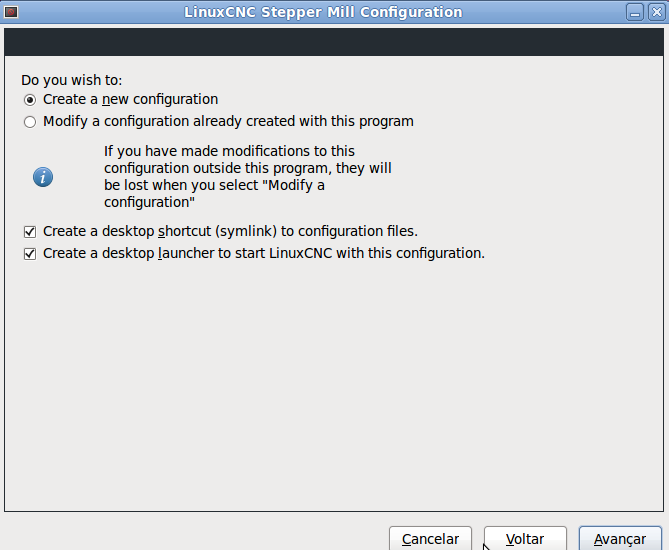 LinuxCNC Stepper Mill Configuration
Do you wish to:
Create a new configuration
Modify a configuration already created with this program
If you have made modifications to this
configuration outside this program, they will
be lost when you select "Modify a
configuration"
Create a desktop shortcut (symlink) to configuration files.
Create a desktop launcher to start LinuxCNC with this configuration.
Cancelar
Voltar
Avançar